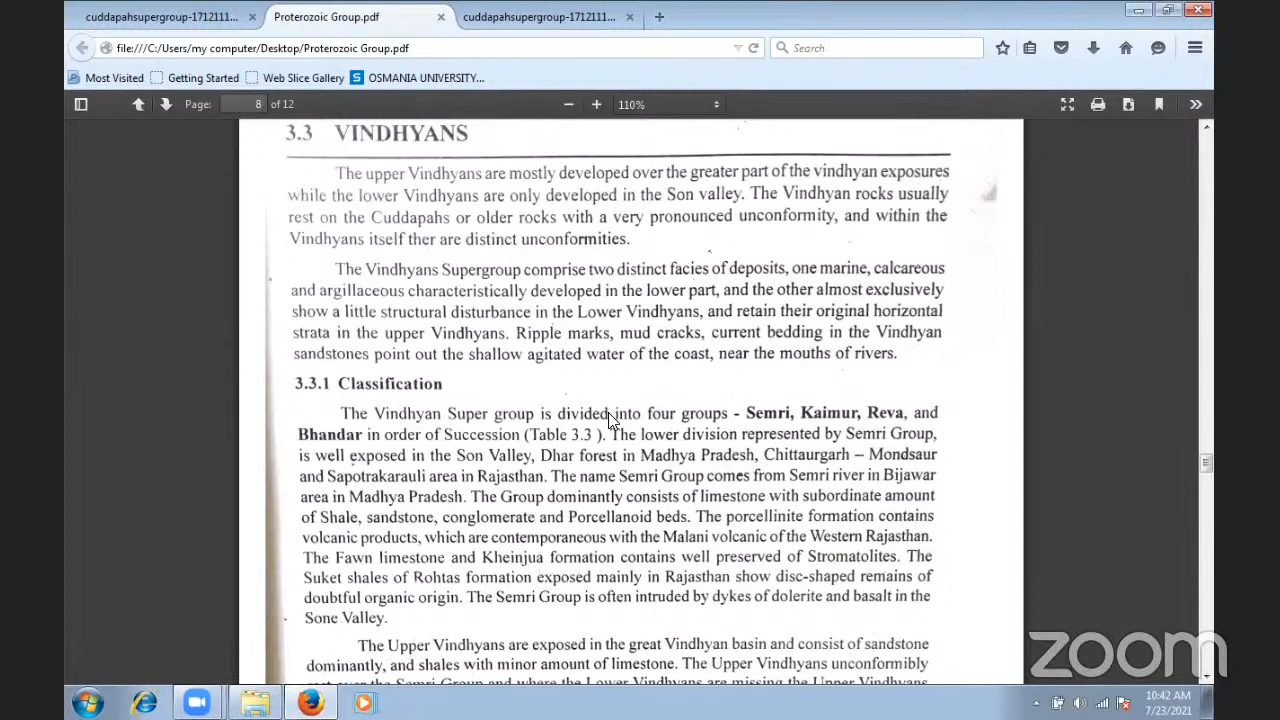 cuddapahsupergroup-1712111...
Proterozoic Group.pdf
cuddapahsupergroup-1712111...
file:///C:/Users/my computer/Desktop/Proterozoic Group.pdf
Search
Most Visited
Getting Started
Web Slice Gallery
OSMANIA UNIVERSITY...
Page: 8 of 12
110%
3.3 VINDHYANS
The upper Vindhyans are mostly developed over the greater part of the vindhyan exposures
while the lower Vindhyans are only developed in the Son valley. The Vindhyan rocks usually
rest on the Cuddapahs or older rocks with a very pronounced unconformity, and within the
Vindhyans itself ther are distinct unconformities.
The Vindhyans Supergroup comprise two distinct facies of deposits, one marine, calcareous
and argillaceous characteristically developed in the lower part, and the other almost exclusively
show a little structural disturbance in the Lower Vindhyans, and retain their original horizontal
strata in the upper Vindhyans. Ripple marks, mud cracks, current bedding in the Vindhyan
sandstones point out the shallow agitated water of the coast, near the mouths of rivers.
3.3.1 Classification
The Vindhyan Super group is divided into four groups - Semri, Kaimur, Reva, and
Bhandar in order of Succession (Table 3.3 ). The lower division represented by Semri Group,
is well exposed in the Son Valley, Dhar forest in Madhya Pradesh, Chittaurgarh – Mondsaur
and Sapotrakarauli area in Rajasthan. The name Semri Group comes from Semri river in Bijawar
area in Madhya Pradesh. The Group dominantly consists of limestone with subordinate amount
of Shale, sandstone, conglomerate and Porcellanoid beds. The porcellinite formation contains
volcanic products, which are contemporaneous with the Malani volcanic of the Western Rajasthan.
The Fawn limestone and Kheinjua formation contains well preserved of Stromatolites. The
Suket shales of Rohtas formation exposed mainly in Rajasthan show disc-shaped remains of
doubtful organic origin. The Semri Group is often intruded by dykes of dolerite and basalt in the
Sone Valley.
The Upper Vindhyans are exposed in the great Vindhyan basin and consist of sandstone
dominantly, and shales with minor amount of limestone. The Upper Vindhyans unconformibly
rest over the Semri Group and where the Lower Vindhyans are missing the Upper Vindhyans
zoom
10:42 AM
7/23/2021